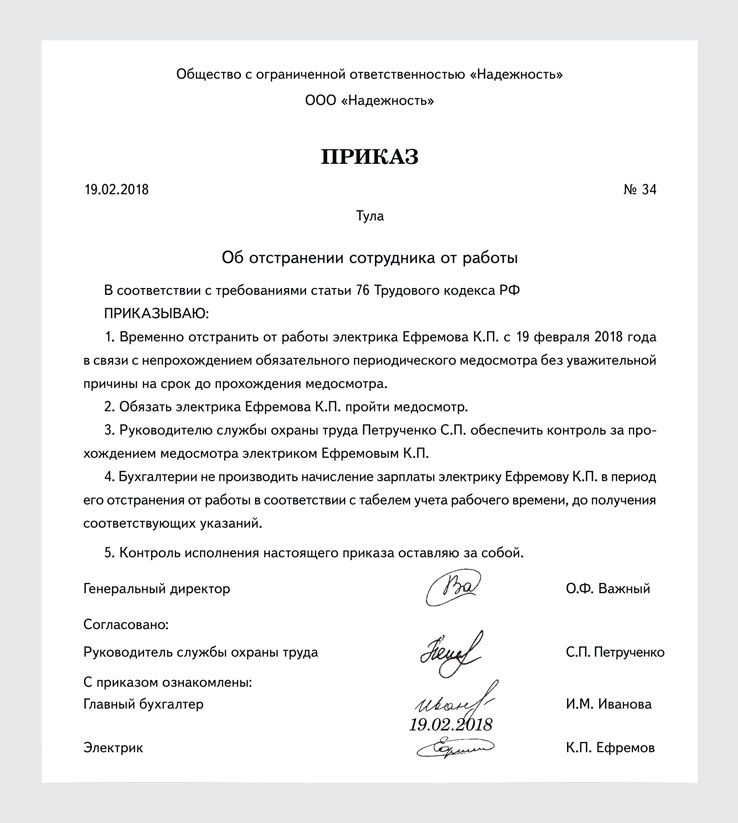 Общество с ограниченной ответственностью «Надежность»
ООО «Надежность»
ПРИКАЗ
19.02.2018 № 34
Тула
Об отстранении сотрудника от работы
В соответствии с требованиями статьи 76 Трудового кодекса РФ
ПРИКАЗЫВАЮ:
1. Временно отстранить от работы электрика Ефремова К.П. с 19 февраля 2018 года
в связи с непрохождением обязательного периодического медосмотра без уважительной
причины на срок до прохождения медосмотра.
2. Обязать электрика Ефремова К.П. пройти медосмотр.
3. Руководителю службы охраны труда Петрученко С.П. обеспечить контроль за про-
хождением медосмотра электриком Ефремовым К.П.
4. Бухгалтерии не производить начисление зарплаты электрику Ефремову К.П. в период
его отстранения от работы в соответствии с табелем учета рабочего времени, до получения
соответствующих указаний.
5. Контроль исполнения настоящего приказа оставляю за собой.
Генеральный директор Ва О.Ф. Важный
Согласовано:
Руководитель службы охраны труда С.П. Петрученко
С приказом ознакомлены:
Главный бухгалтер И.М. Иванова
19.02.2018
Электрик К.П. Ефремов